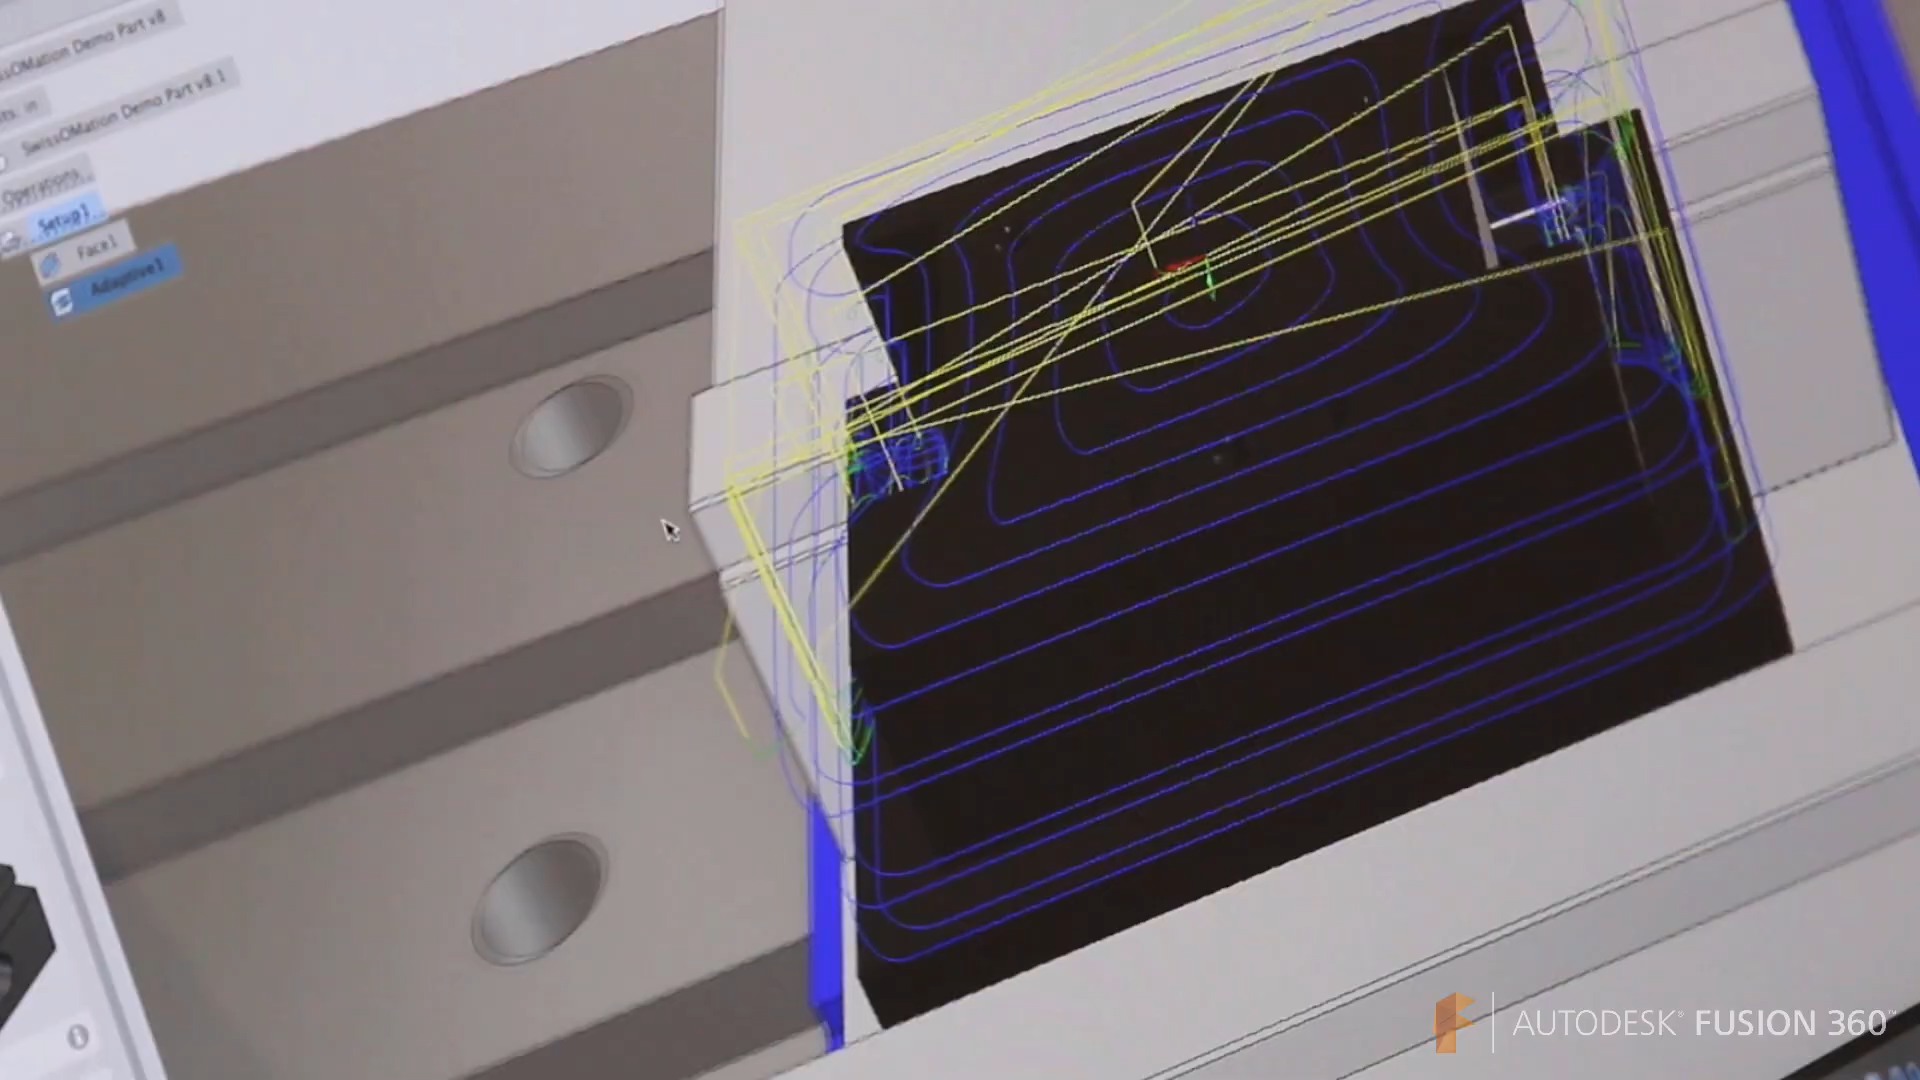 SwissOMation Demo Part v8
SwissOMation Demo Part v8.1
Operations
Setup1
Face1
Adaptive1
AUTODESK® FUSION 360™